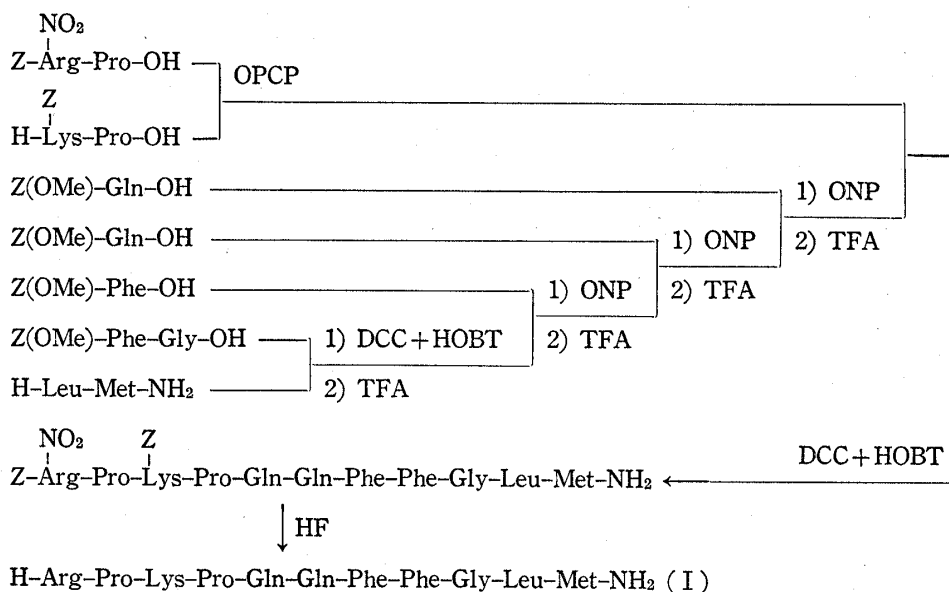 NO₂
Z–Arg–Pro–OH
OPCP
Z
H–Lys–Pro–OH
Z(OMe)–Gln–OH
1) ONP
2) TFA
Z(OMe)–Gln–OH
1) ONP
2) TFA
Z(OMe)–Phe–OH
1) ONP
2) TFA
Z(OMe)–Phe–Gly–OH
1) DCC+HOBT
2) TFA
H–Leu–Met–NH₂
NO₂ Z
Z–Arg–Pro–Lys–Pro–Gln–Gln–Phe–Phe–Gly–Leu–Met–NH₂
DCC+HOBT
HF
H–Arg–Pro–Lys–Pro–Gln–Gln–Phe–Phe–Gly–Leu–Met–NH₂ (I)